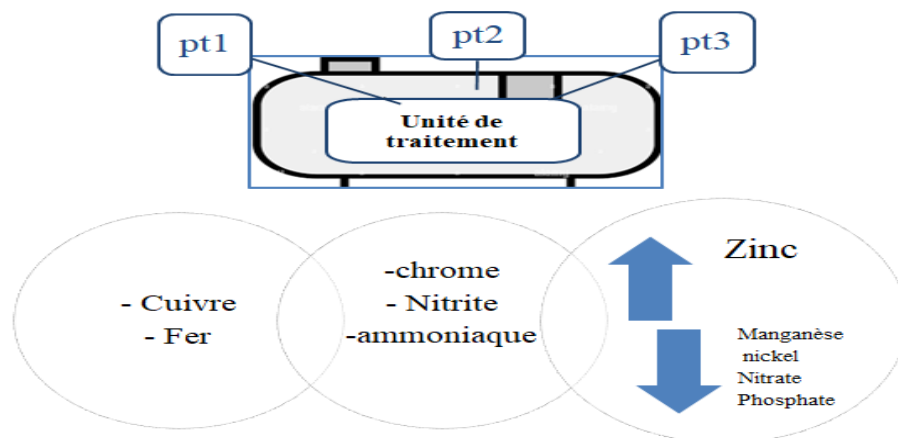 pt1
pt2
pt3
Unité de
traitement
- Cuivre
- Fer
-chrome
- Nitrite
-ammoniaque
Zinc
Manganèse
nickel
Nitrate
Phosphate